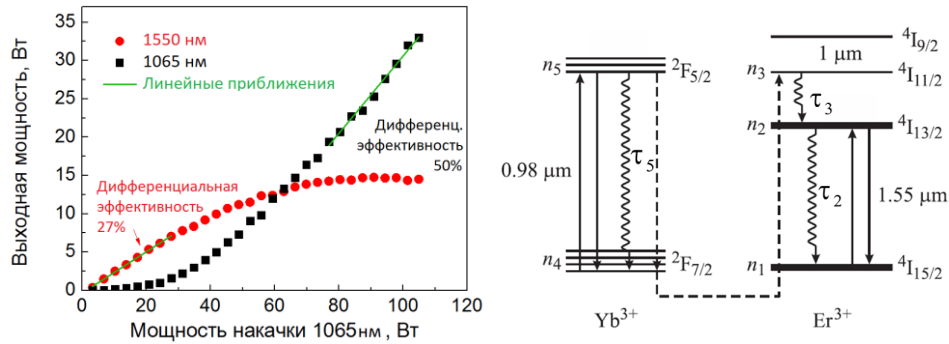 Выходная мощность, Вт
35
30
25
20
15
10
5
0
1550 нм
1065 нм
Линейные приближения
Дифференц.
эффективность
50%
Дифференциальная
эффективность
27%
0 20 40 60 80 100 120
Мощность накачки 1065нм , Вт
n5
²F5/2
0.98 μm
τ5
n4
²F7/2
Yb³⁺
⁴I9/2
1 μm
n3
⁴I11/2
τ3
n2
⁴I13/2
τ2
1.55 μm
n1
⁴I15/2
Er³⁺